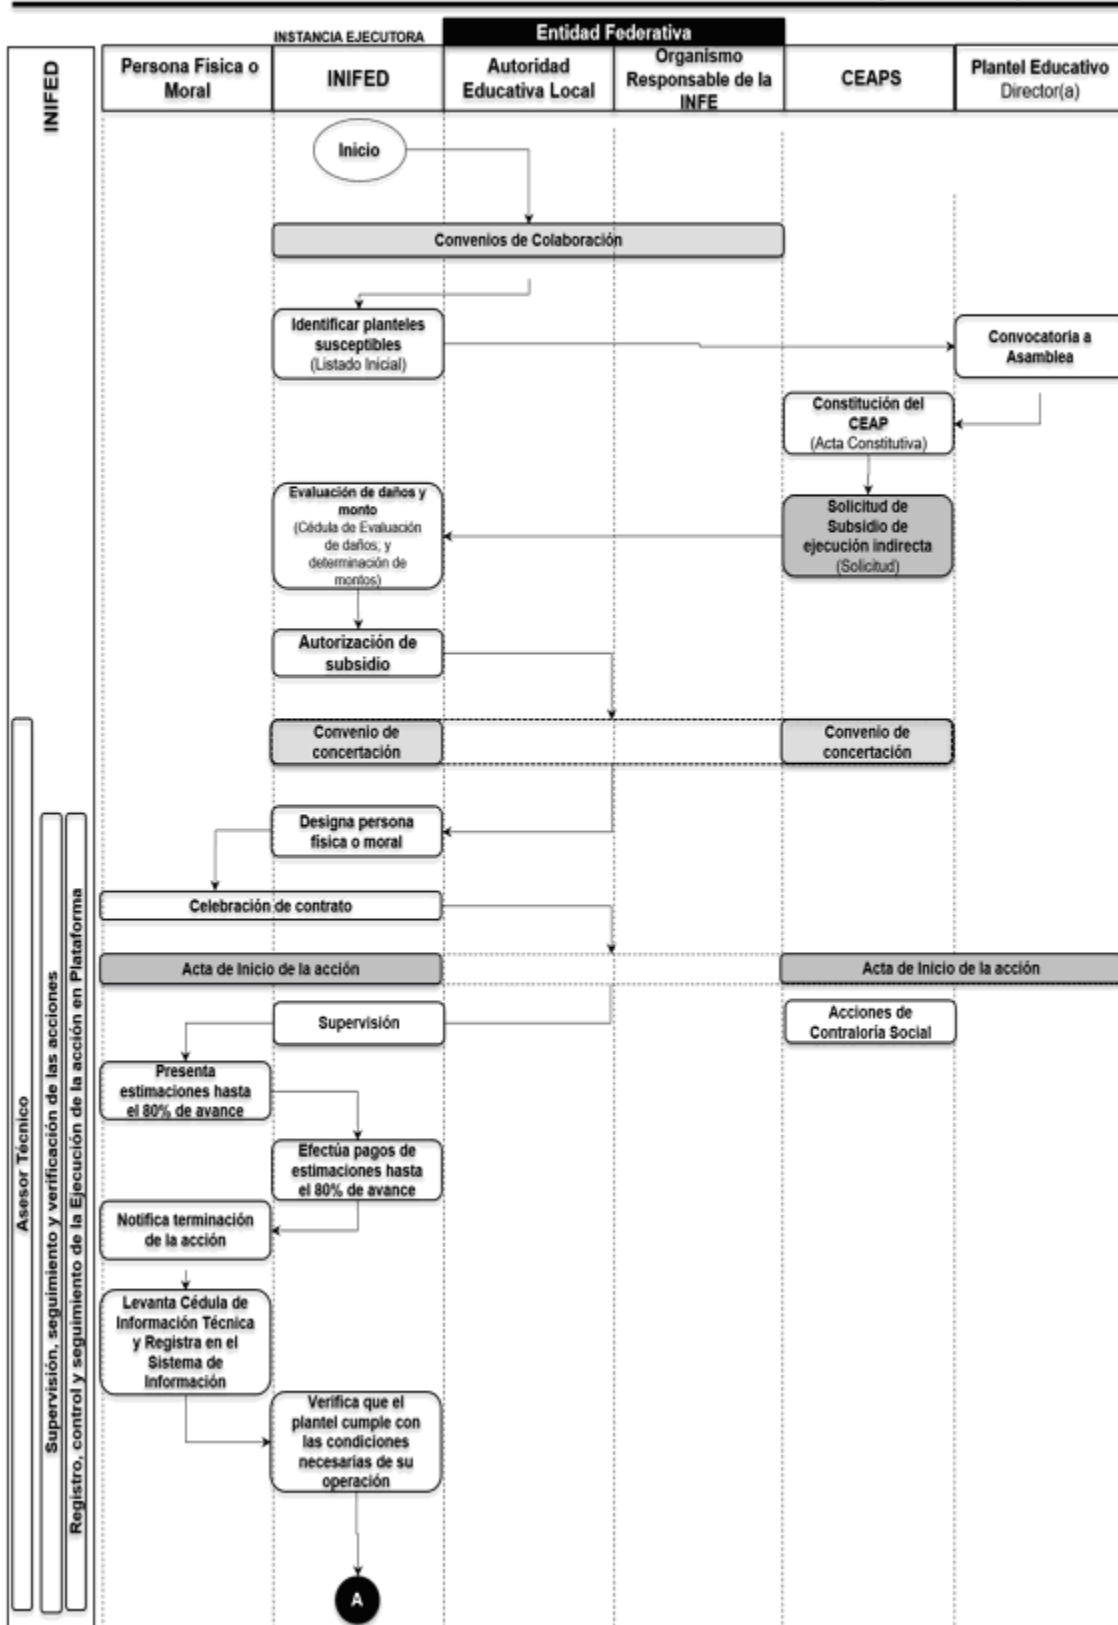 INSTANCIA EJECUTORA
Entidad Federativa
INIFED
Persona Fisica o
Moral
INIFED
Autoridad
Educativa Local
Organismo
Responsable de la
INFE
CEAPS
Plantel Educativo
Director(a)
Inicio
Convenios de Colaboración
Identificar planteles
susceptibles
(Listado Inicial)
Convocatoria a
Asamblea
Constitución del
CEAP
(Acta Constitutiva)
Evaluación de daños y
monto
(Cédula de Evaluación
de daños; y
determinación de
montos)
Solicitud de
Subsidio de
ejecución indirecta
(Solicitud)
Autorización de
subsidio
Convenio de
concertación
Convenio de
concertación
Designa persona
física o moral
Celebración de contrato
Acta de Inicio de la acción
Acta de Inicio de la acción
Supervisión
Acciones de
Contraloría Social
Presenta
estimaciones hasta
el 80% de avance
Efectúa pagos de
estimaciones hasta
el 80% de avance
Notifica terminación
de la acción
Levanta Cédula de
Información Técnica
y Registra en el
Sistema de
Información
Verifica que el
plantel cumple con
las condiciones
necesarias de su
operación
A
Asesor Técnico
Supervisión, seguimiento y verificación de las acciones
Registro, control y seguimiento de la Ejecución de la acción en Plataforma